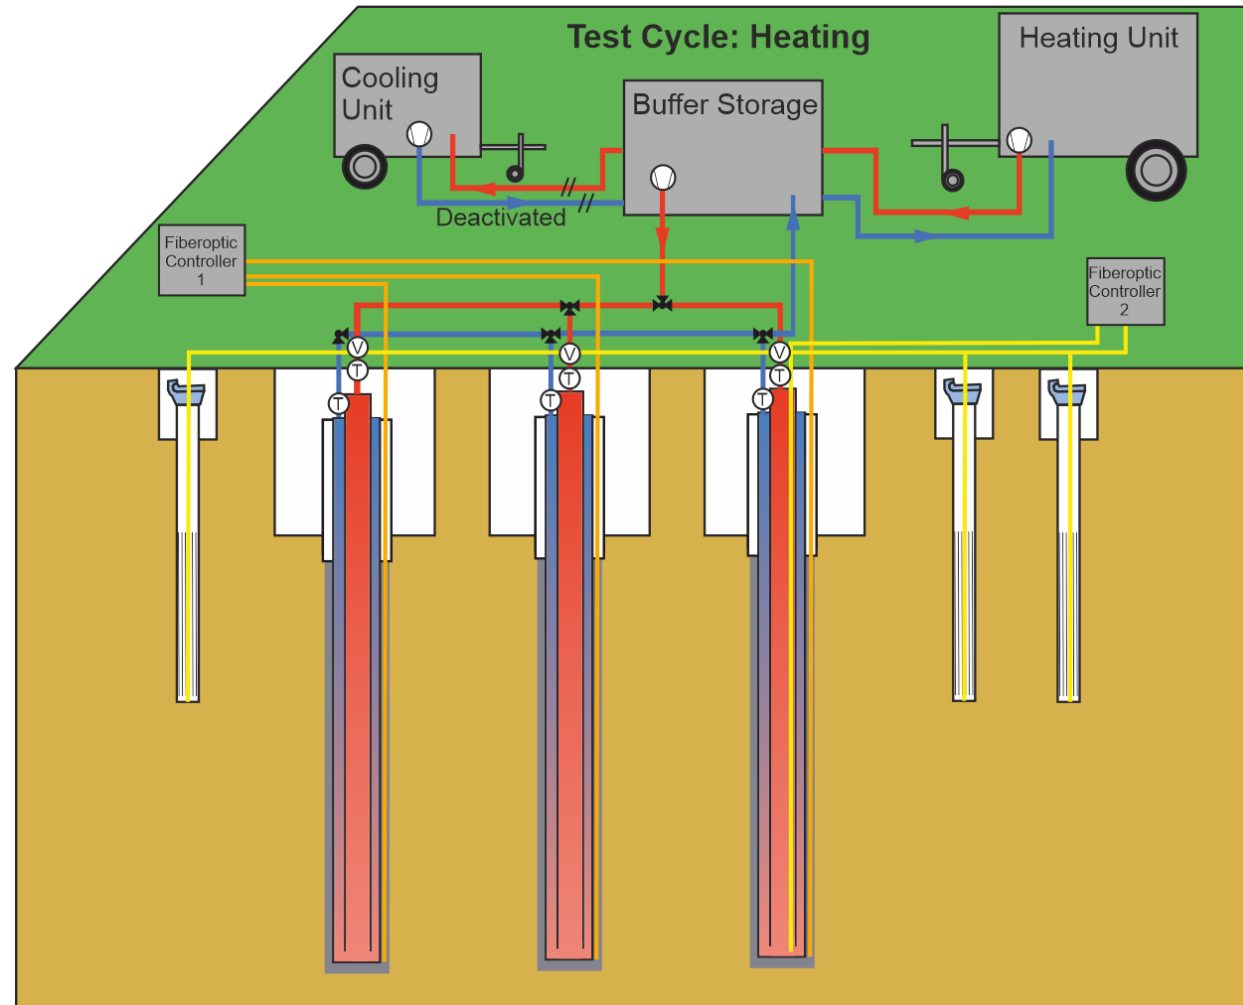 Test Cycle: Heating
Cooling
Unit
Buffer Storage
Heating Unit
Deactivated
Fiberoptic
Controller
1
Fiberoptic
Controller
2
V
T
T
V
T
T
V
T
T